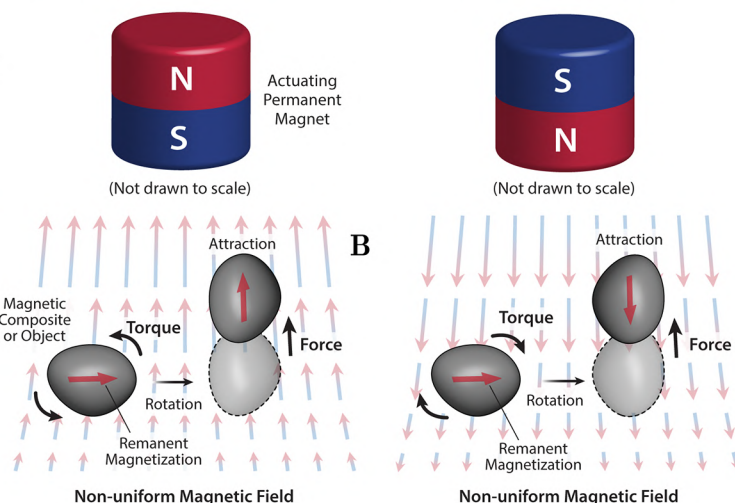 N
S
Actuating
Permanent
Magnet
(Not drawn to scale)
Attraction
Magnetic
Composite
or Object
Torque
Force
Rotation
Remanent
Magnetization
Non-uniform Magnetic Field
B
S
N
(Not drawn to scale)
Attraction
Torque
Force
Rotation
Remanent
Magnetization
Non-uniform Magnetic Field